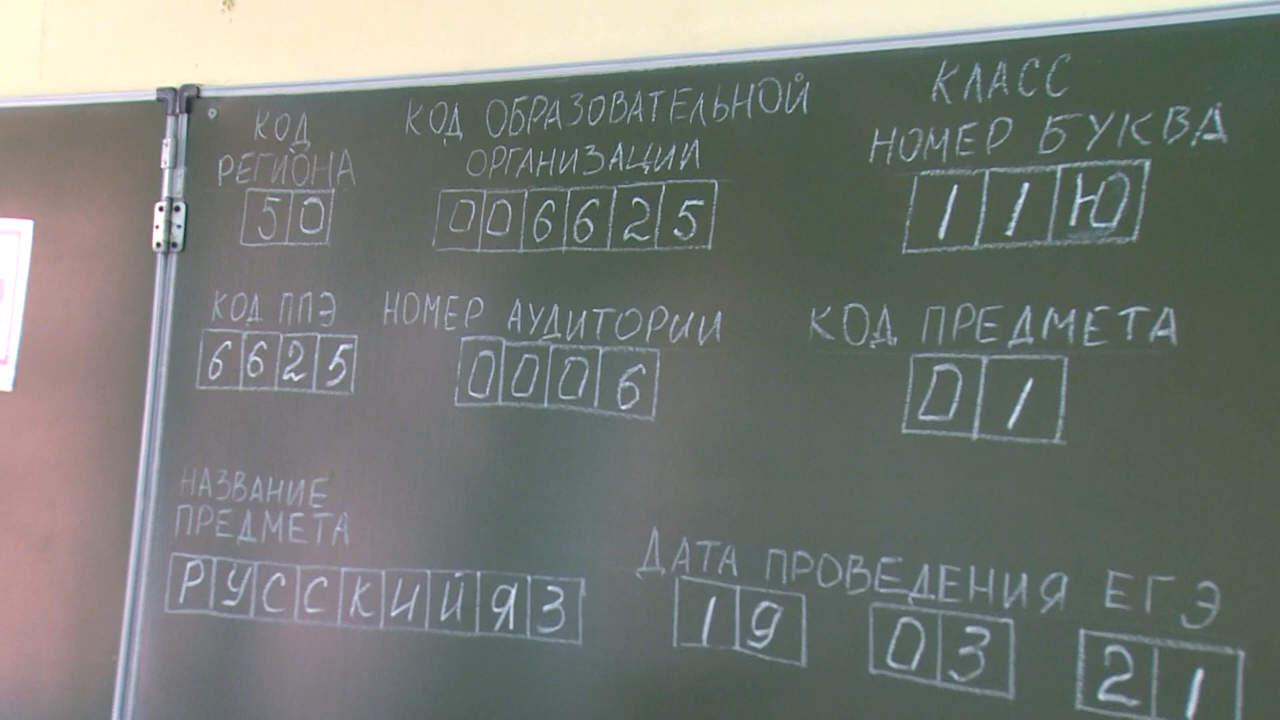 КОД РЕГИОНА
50
КОД ОБРАЗОВАТЕЛЬНОЙ
ОРГАНИЗАЦИИ
006625
КЛАСС
НОМЕР БУКВА
11Ю
КОД ППЭ
6625
НОМЕР АУДИТОРИИ
0006
КОД ПРЕДМЕТА
01
НАЗВАНИЕ
ПРЕДМЕТА
РУССКИЙЯЗ
ДАТА ПРОВЕДЕНИЯ ЕГЭ
19 03 21